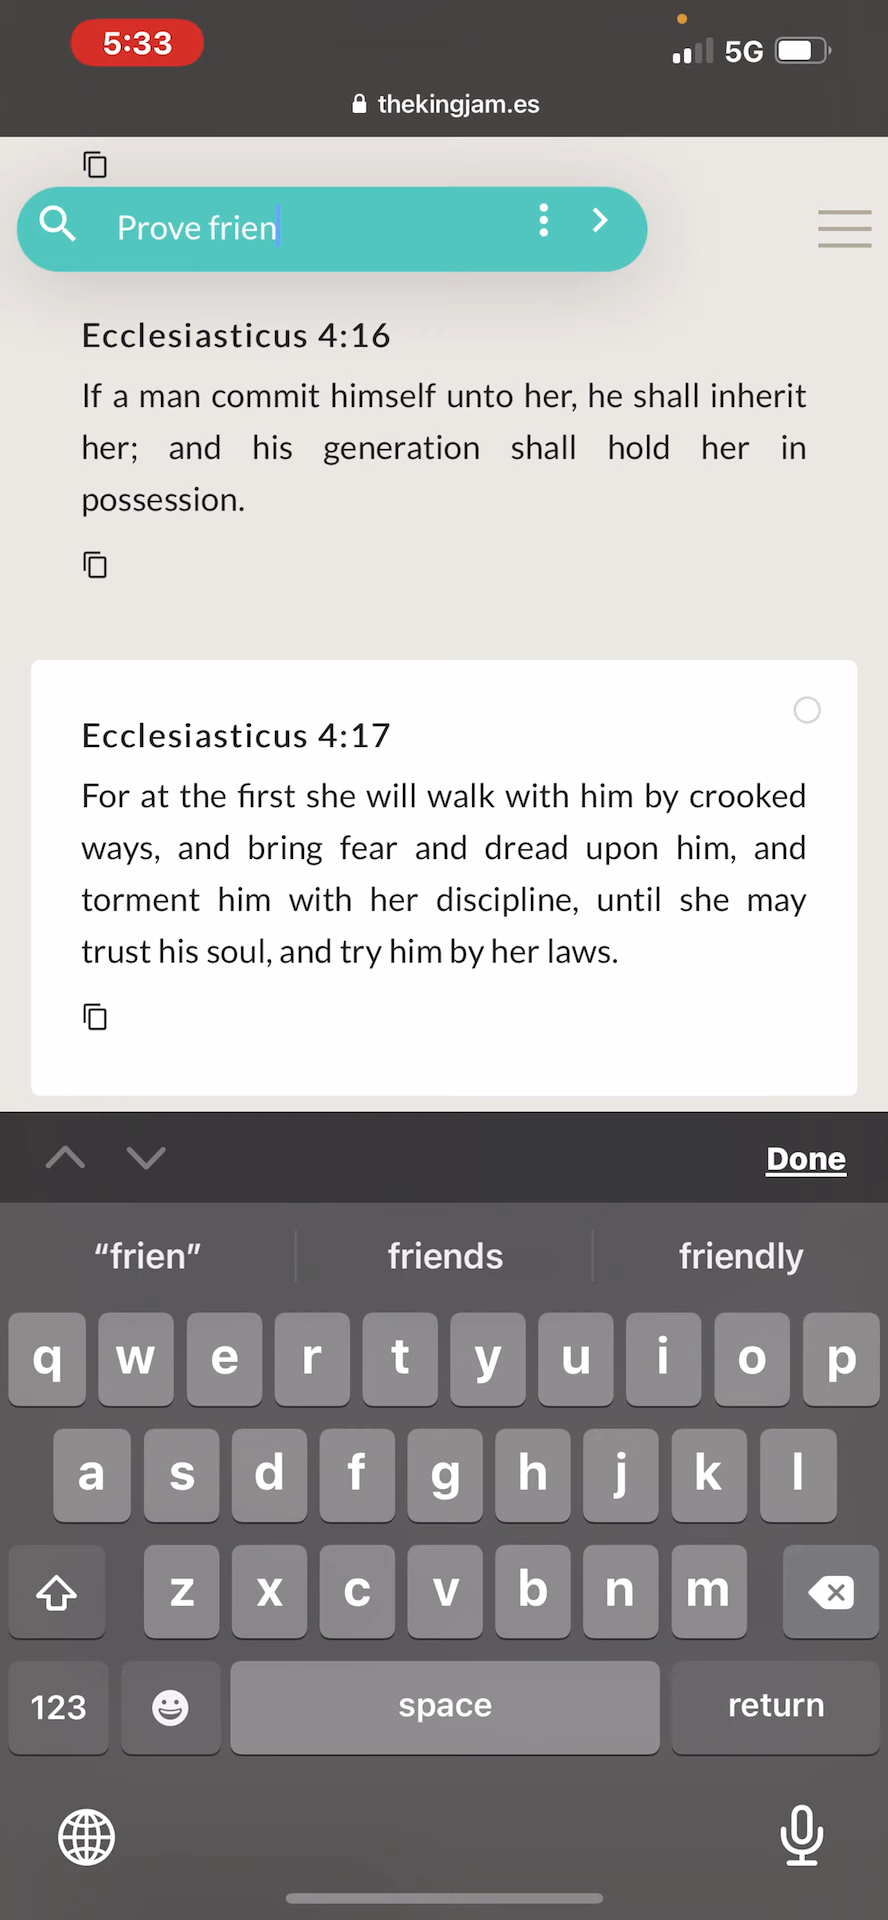 5:33
5G
thekingjam.es
Prove frien
Ecclesiasticus 4:16
If a man commit himself unto her, he shall inherit
her; and his generation shall hold her in
possession.
Ecclesiasticus 4:17
For at the first she will walk with him by crooked
ways, and bring fear and dread upon him, and
torment him with her discipline, until she may
trust his soul, and try him by her laws.
Done
“frien” friends friendly
q w e r t y u i o p
a s d f g h j k l
z x c v b n m
123 space return